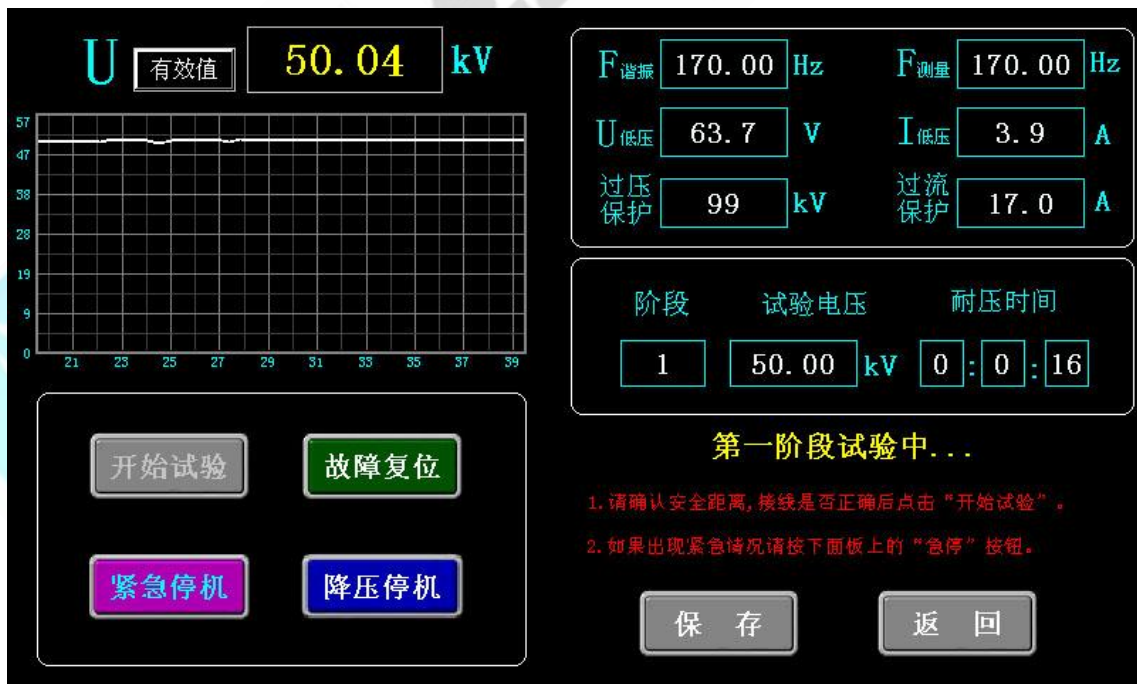 U 有效值 50.04 kV
F谐振 170.00 Hz F测量 170.00 Hz
U低压 63.7 V I低压 3.9 A
过压保护 99 kV 过流保护 17.0 A
57
47
38
28
19
9
0
21 23 25 27 29 31 33 35 37 39
阶段 试验电压 耐压时间
1 50.00 kV 0 : 0 : 16
开始试验 故障复位
紧急停机 降压停机
第一阶段试验中...
1.请确认安全距离,接线是否正确后点击“开始试验”。
2.如果出现紧急情况请按下面板上的“急停”按钮。
保 存 返 回